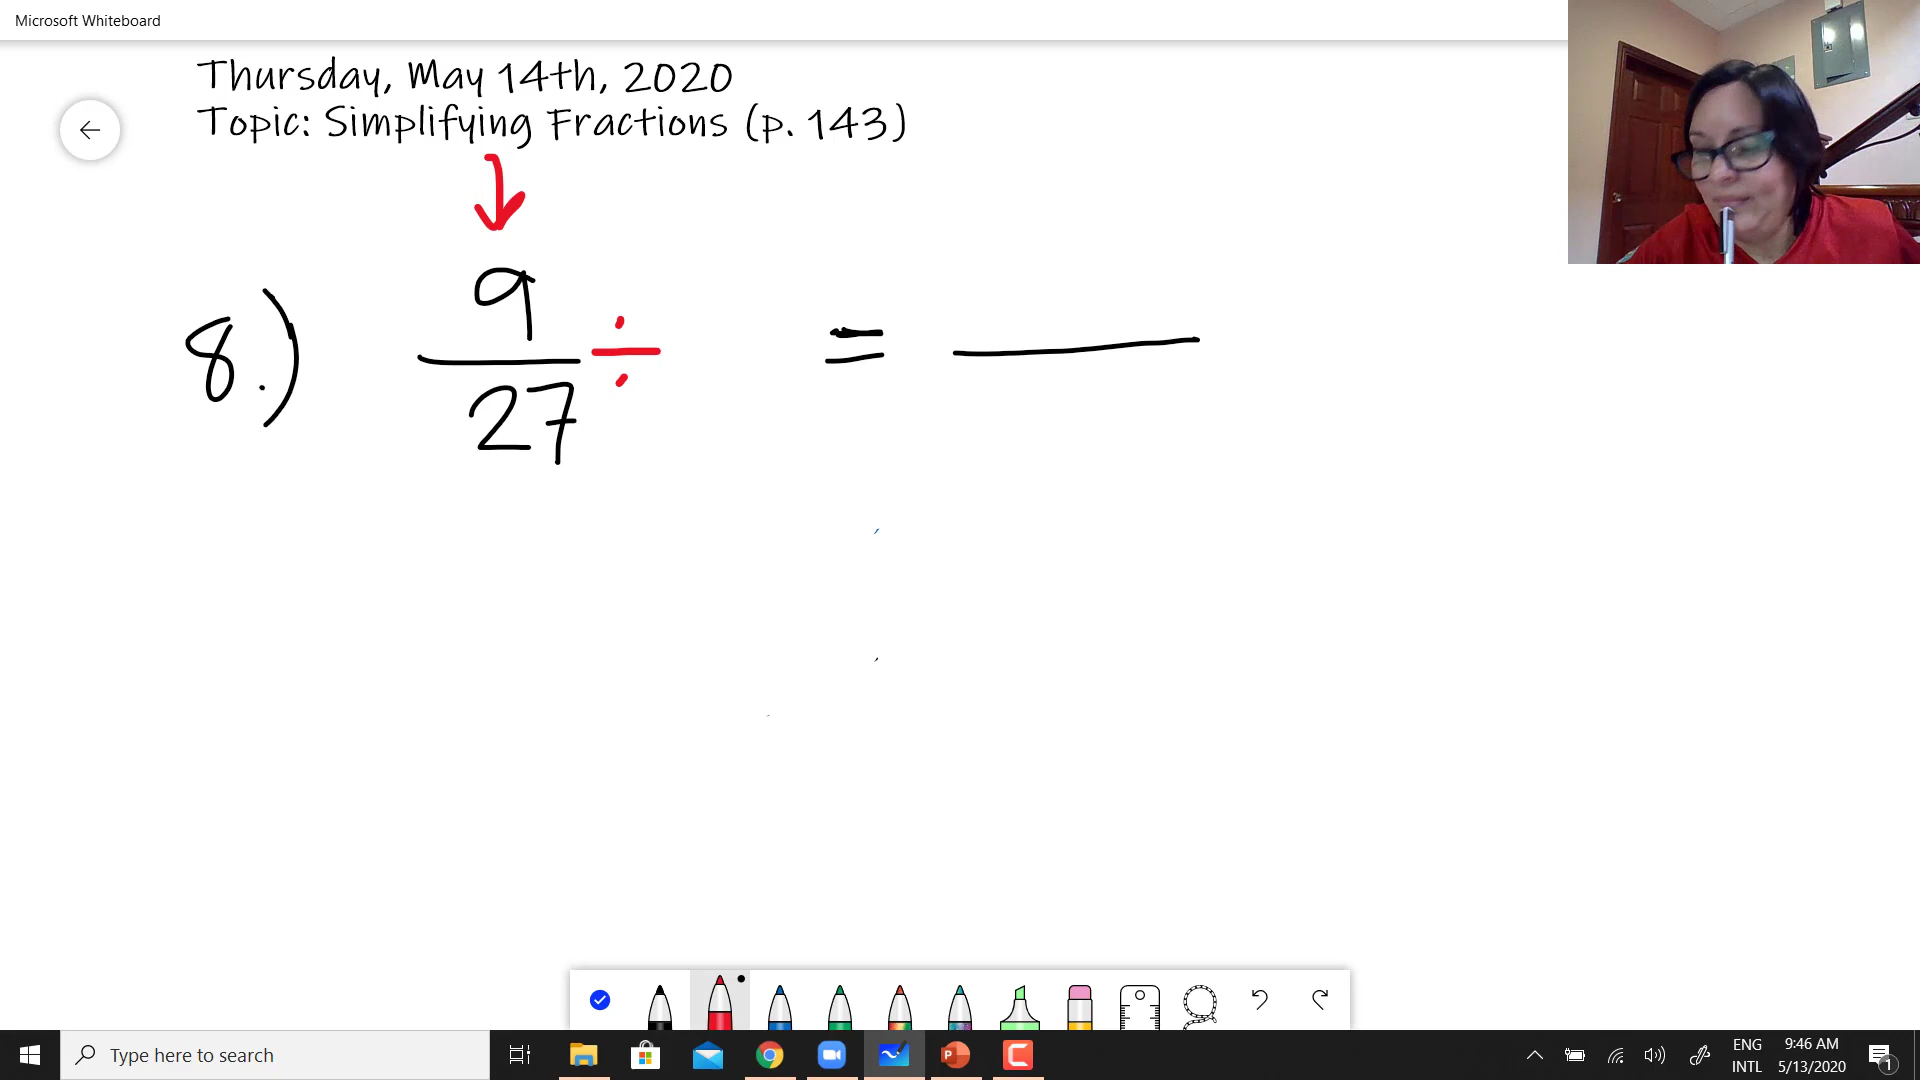 Microsoft Whiteboard
Thursday, May 14th, 2020
Topic: Simplifying Fractions (p. 143)
8.) 9 ÷ =
27
Type here to search
ENG 9:46 AM
INTL 5/13/2020
1